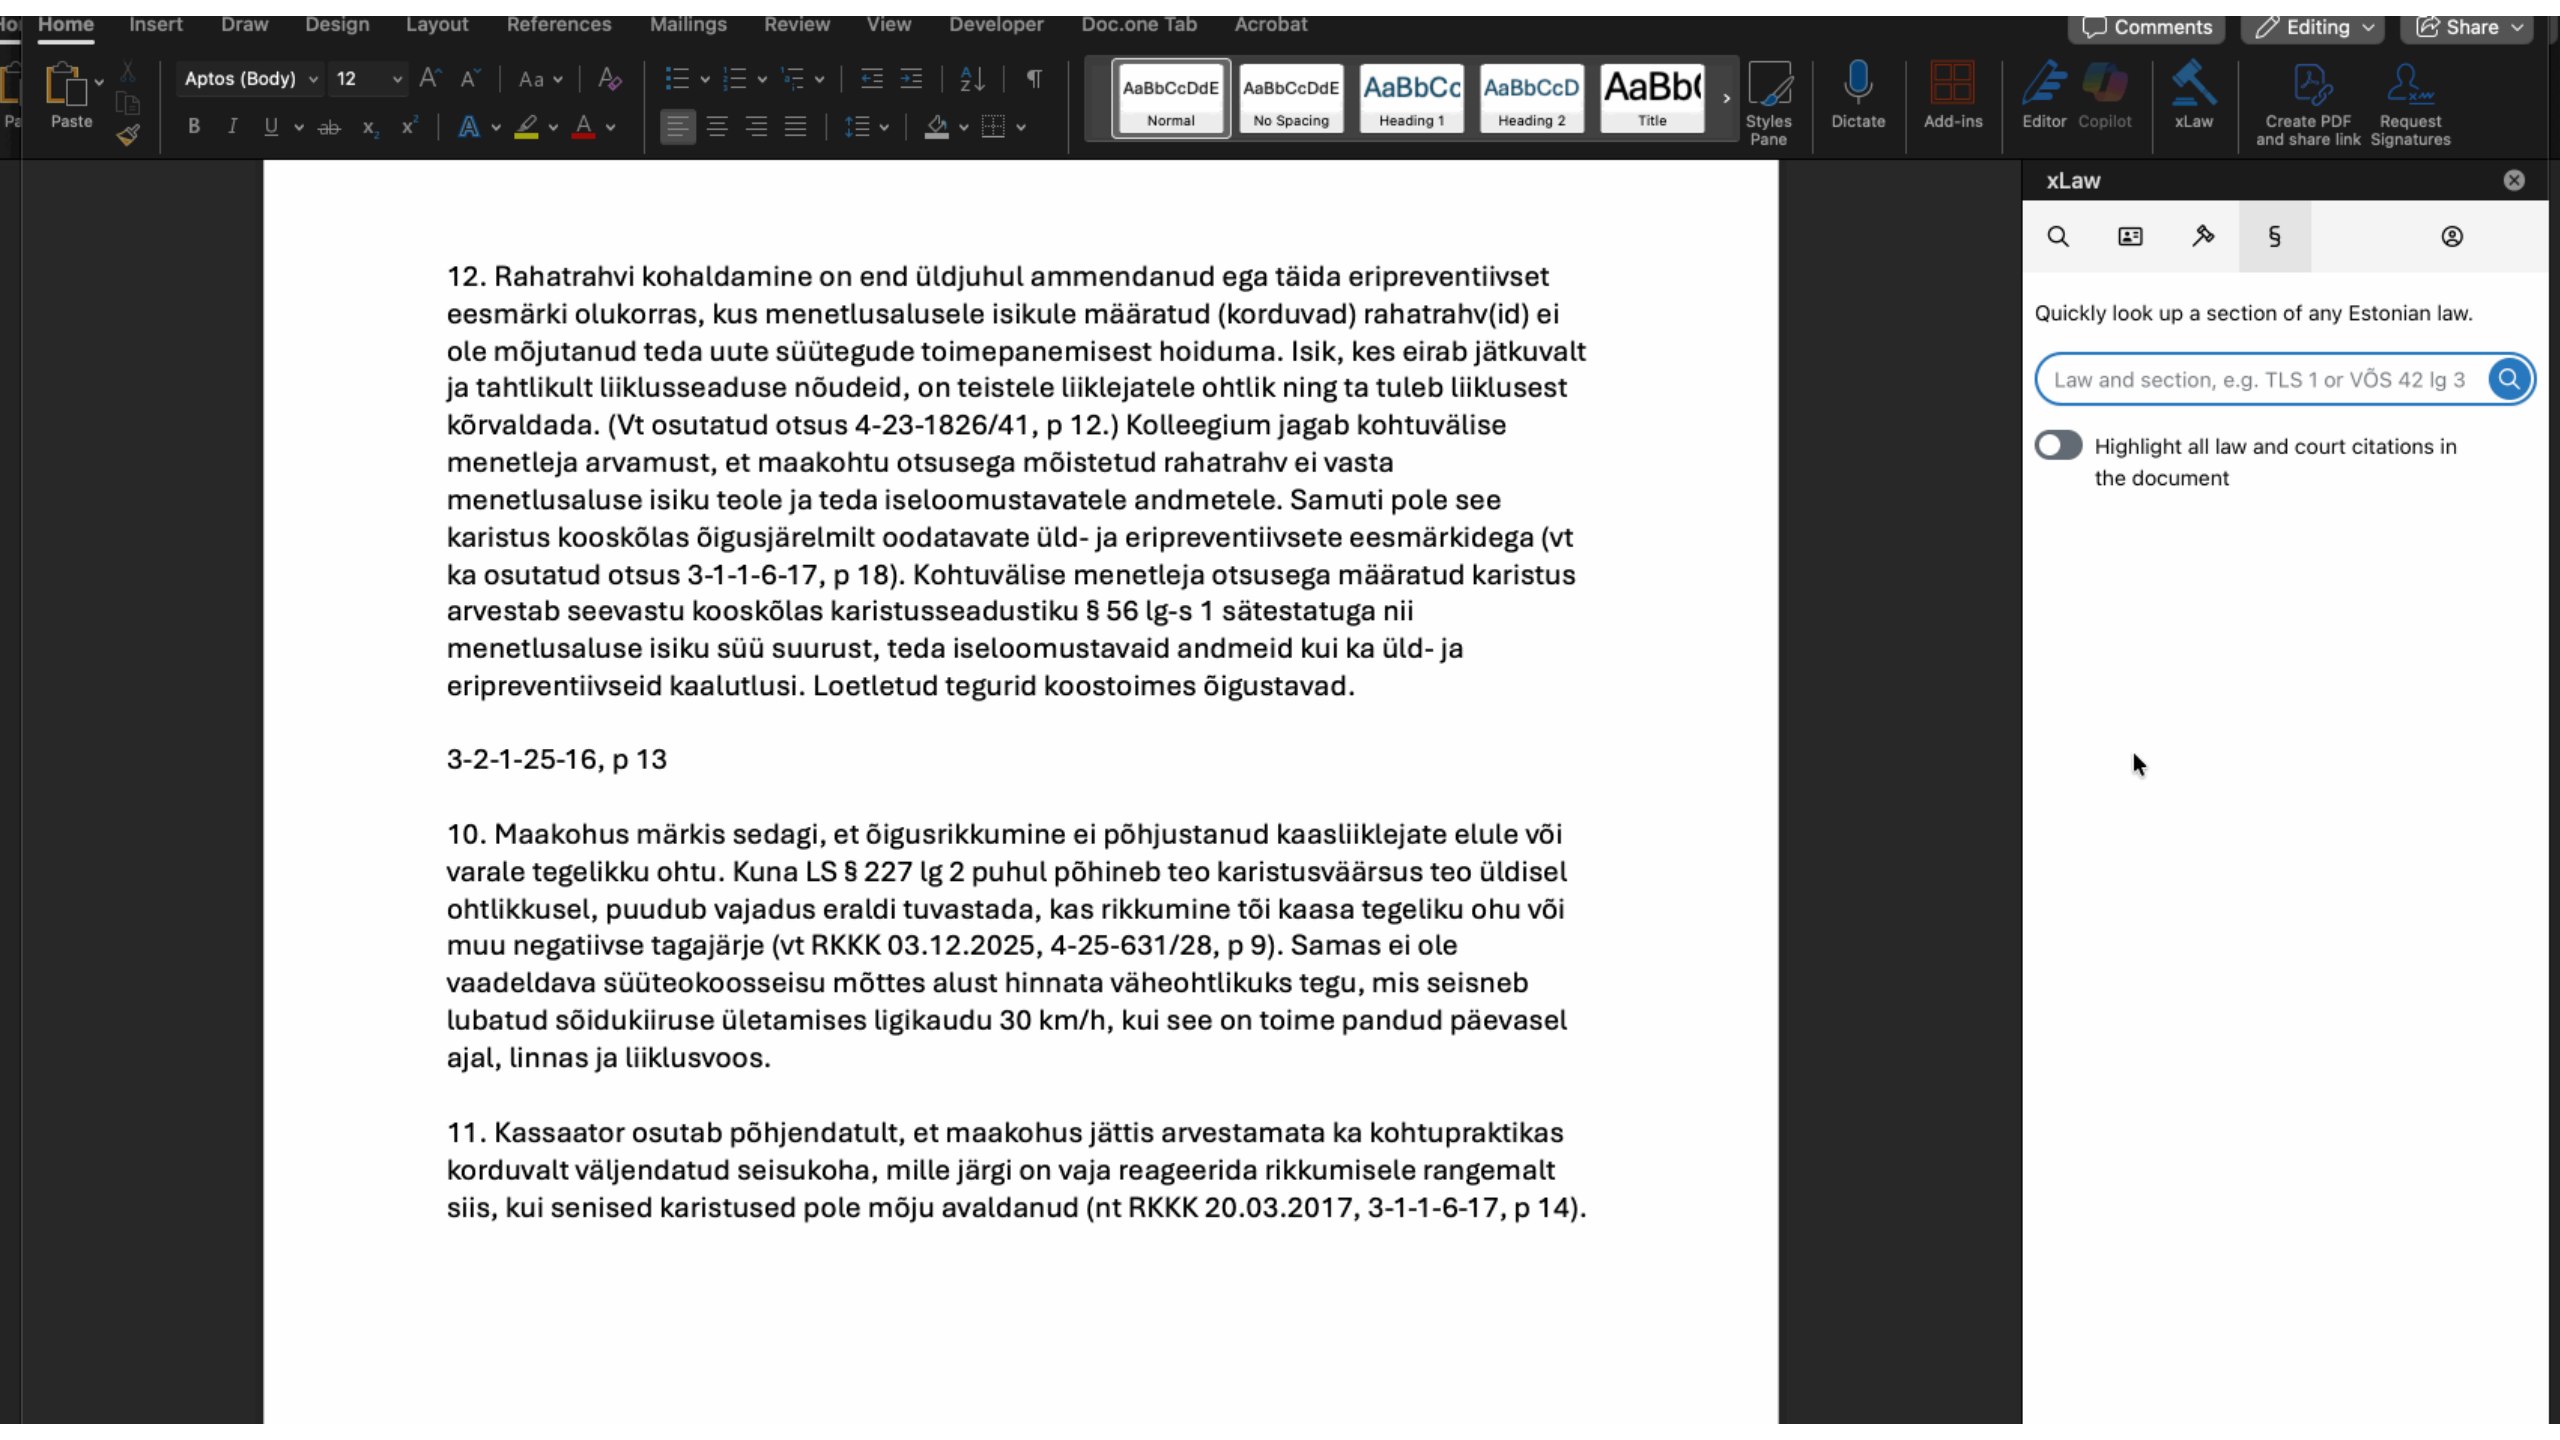 Home Insert Draw Design Layout References Mailings Review View Developer Doc.one Tab Acrobat Comments Editing Share
Paste Aptos (Body) 12 Aa
AaBbCcDdE AaBbCcDdE AaBbCc AaBbCcD AaBb(
Normal No Spacing Heading 1 Heading 2 Title
Styles Pane Dictate Add-ins Editor Copilot xLaw Create PDF and share link Request Signatures
12. Rahatrahvi kohaldamine on end üldjuhul ammendanud ega täida eripreventiivset
eesmärki olukorras, kus menetlusalusele isikule määratud (korduvad) rahatrahv(id) ei
ole mõjutanud teda uute süütegude toimepanemisest hoiduma. Isik, kes eirab jätkuvalt
ja tahtlikult liiklusseaduse nõudeid, on teistele liiklejatele ohtlik ning ta tuleb liiklusest
kõrvaldada. (Vt osutatud otsus 4-23-1826/41, p 12.) Kolleegium jagab kohtuvälise
menetleja arvamust, et maakohtu otsusega mõistetud rahatrahv ei vasta
menetlusaluse isiku teole ja teda iseloomustavatele andmetele. Samuti pole see
karistus kooskõlas õigusjärelmilt oodatavate üld- ja eripreventiivsete eesmärkidega (vt
ka osutatud otsus 3-1-1-6-17, p 18). Kohtuvälise menetleja otsusega määratud karistus
arvestab seevastu kooskõlas karistusseadustiku § 56 lg-s 1 sätestatuga nii
menetlusaluse isiku süü suurust, teda iseloomustavaid andmeid kui ka üld- ja
eripreventiivseid kaalutlusi. Loetletud tegurid koostoimes õigustavad.
3-2-1-25-16, p 13
10. Maakohus märkis sedagi, et õigusrikkumine ei põhjustanud kaasliiklejate elule või
varale tegelikku ohtu. Kuna LS § 227 lg 2 puhul põhineb teo karistusväärsus teo üldisel
ohtlikkusel, puudub vajadus eraldi tuvastada, kas rikkumine tõi kaasa tegeliku ohu või
muu negatiivse tagajärje (vt RKKK 03.12.2025, 4-25-631/28, p 9). Samas ei ole
vaadeldava süüteokoosseisu mõttes alust hinnata väheohtlikuks tegu, mis seisneb
lubatud sõidukiiruse ületamises ligikaudu 30 km/h, kui see on toime pandud päevasel
ajal, linnas ja liiklusvoos.
11. Kassaator osutab põhjendatult, et maakohus jättis arvestamata ka kohtupraktikas
korduvalt väljendatud seisukoha, mille järgi on vaja reageerida rikkumisele rangemalt
siis, kui senised karistused pole mõju avaldanud (nt RKKK 20.03.2017, 3-1-1-6-17, p 14).
xLaw
§
Quickly look up a section of any Estonian law.
Law and section, e.g. TLS 1 or VÕS 42 lg 3
Highlight all law and court citations in
the document